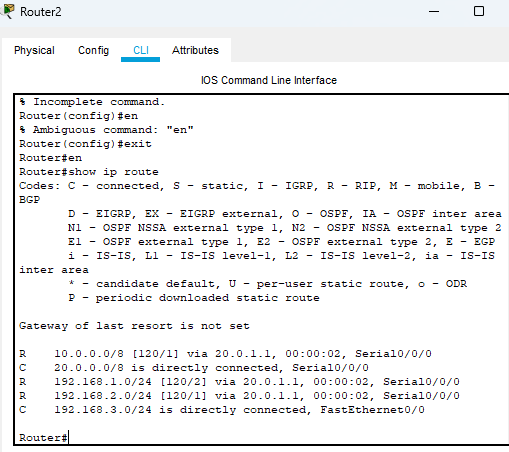 Router2
Physical Config CLI Attributes
IOS Command Line Interface
% Incomplete command.
Router(config)#en
% Ambiguous command: "en"
Router(config)#exit
Router#en
Router#show ip route
Codes: C - connected, S - static, I - IGRP, R - RIP, M - mobile, B -
BGP
       D - EIGRP, EX - EIGRP external, O - OSPF, IA - OSPF inter area
       N1 - OSPF NSSA external type 1, N2 - OSPF NSSA external type 2
       E1 - OSPF external type 1, E2 - OSPF external type 2, E - EGP
       i - IS-IS, L1 - IS-IS level-1, L2 - IS-IS level-2, ia - IS-IS
inter area
       * - candidate default, U - per-user static route, o - ODR
       P - periodic downloaded static route
Gateway of last resort is not set
R    10.0.0.0/8 [120/1] via 20.0.1.1, 00:00:02, Serial0/0/0
C    20.0.0.0/8 is directly connected, Serial0/0/0
R    192.168.1.0/24 [120/2] via 20.0.1.1, 00:00:02, Serial0/0/0
R    192.168.2.0/24 [120/1] via 20.0.1.1, 00:00:02, Serial0/0/0
C    192.168.3.0/24 is directly connected, FastEthernet0/0
Router#